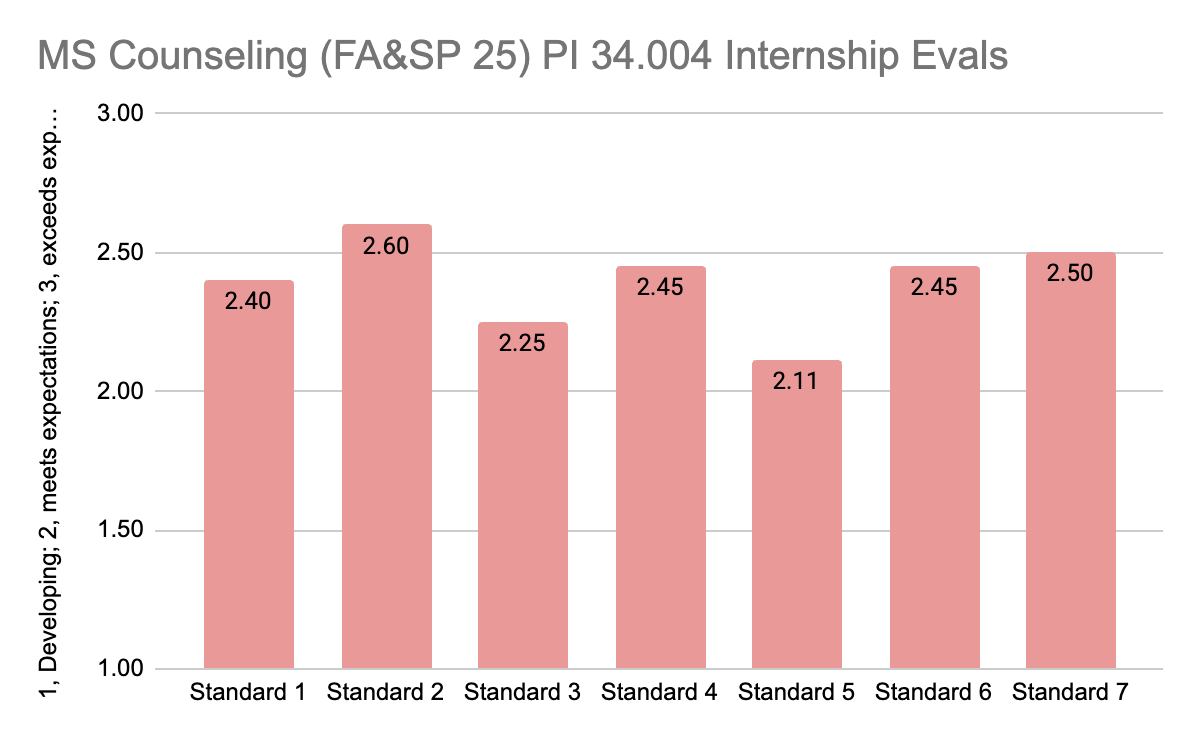 MS Counseling (FA&SP 25) PI 34.004 Internship Evals
1, Developing; 2, meets expectations; 3, exceeds exp...
3.00
2.50
2.00
1.50
1.00
2.40
2.60
2.25
2.45
2.11
2.45
2.50
Standard 1
Standard 2
Standard 3
Standard 4
Standard 5
Standard 6
Standard 7